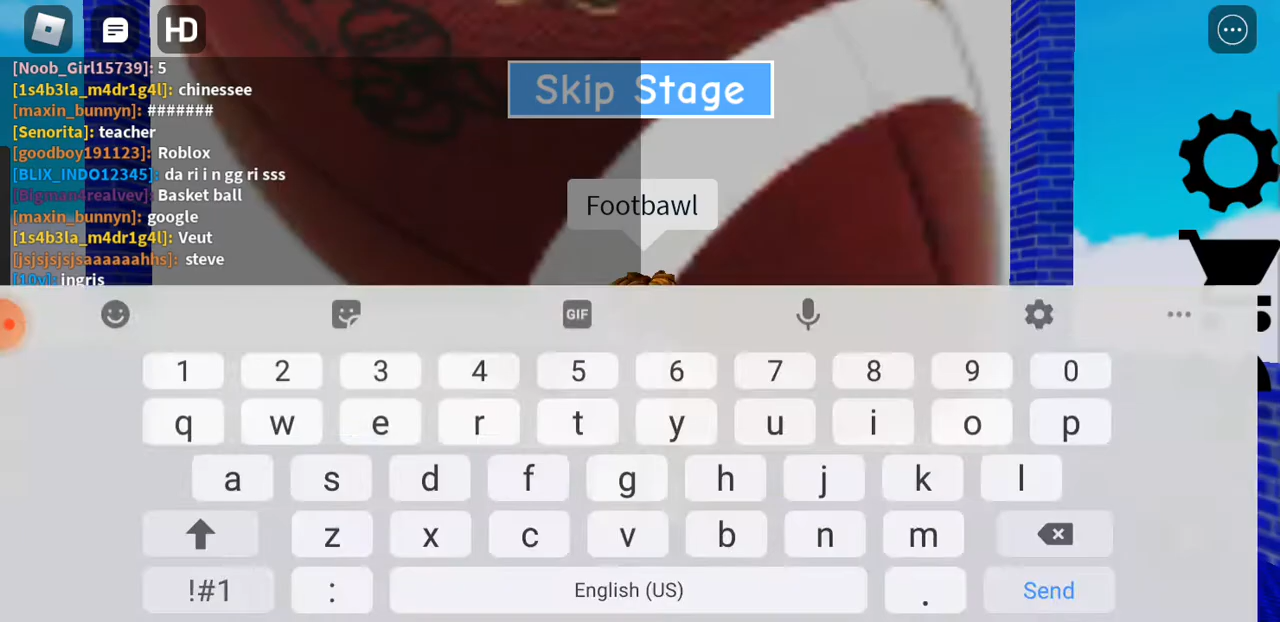 HD
[Noob_Girl15739]: 5
[1s4b3la_m4dr1g4l]: chinessee
[maxin_bunnyn]: #######
[Senorita]: teacher
[goodboy191123]: Roblox
[BLIX_INDO12345]: da ri i n gg ri sss
[Bigman4realvev]: Basket ball
[maxin_bunnyn]: google
[1s4b3la_m4dr1g4l]: Veut
[jsjsjsjsjsaaaaaahhs]: steve
ingris
Skip Stage
Footbawl
GIF
1 2 3 4 5 6 7 8 9 0
q w e r t y u i o p
a s d f g h j k l
z x c v b n m
!#1 : English (US) . Send